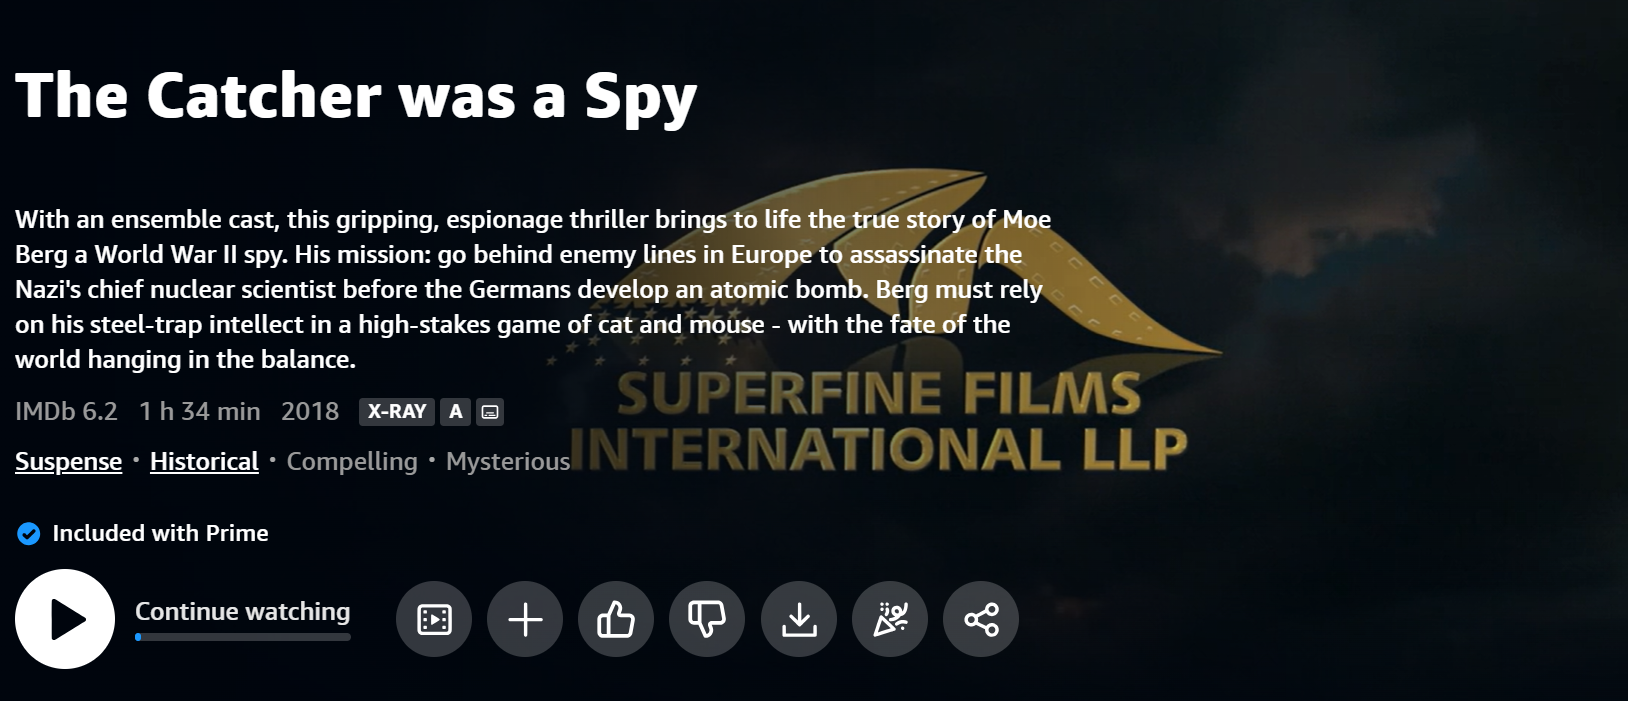 The Catcher was a Spy
With an ensemble cast, this gripping, espionage thriller brings to life the true story of Moe
Berg a World War II spy. His mission: go behind enemy lines in Europe to assassinate the
Nazi's chief nuclear scientist before the Germans develop an atomic bomb. Berg must rely
on his steel-trap intellect in a high-stakes game of cat and mouse - with the fate of the
world hanging in the balance.
SUPERFINE FILMS
INTERNATIONAL LLP
IMDb 6.2 1 h 34 min 2018 X-RAY A
Suspense • Historical • Compelling • Mysterious
Included with Prime
Continue watching